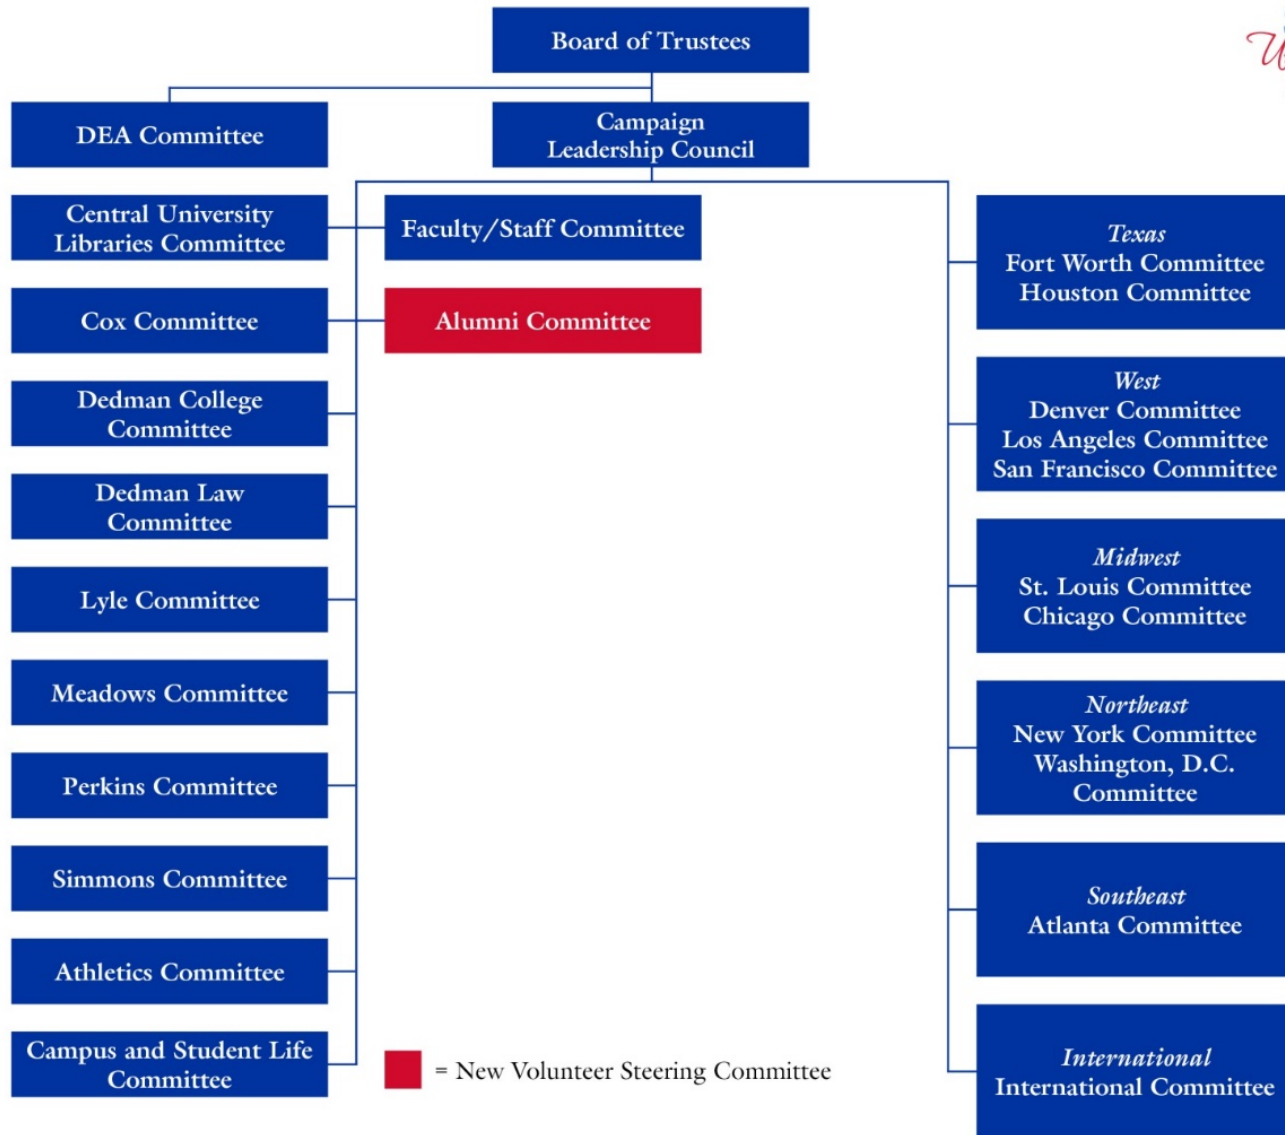 Board of Trustees
DEA Committee
Campaign
Leadership Council
Central University
Libraries Committee
Faculty/Staff Committee
Cox Committee
Alumni Committee
Dedman College
Committee
Dedman Law
Committee
Lyle Committee
Meadows Committee
Perkins Committee
Simmons Committee
Athletics Committee
Campus and Student Life
Committee
= New Volunteer Steering Committee
Texas
Fort Worth Committee
Houston Committee
West
Denver Committee
Los Angeles Committee
San Francisco Committee
Midwest
St. Louis Committee
Chicago Committee
Northeast
New York Committee
Washington, D.C.
Committee
Southeast
Atlanta Committee
International
International Committee